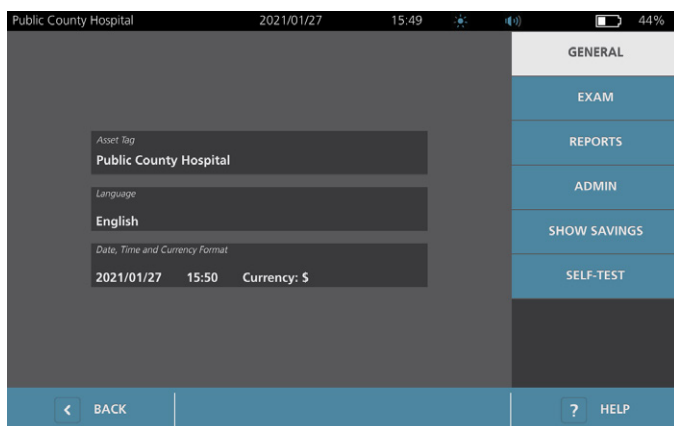 Public County Hospital 2021/01/27 15:49 44%
GENERAL
EXAM
REPORTS
ADMIN
SHOW SAVINGS
SELF-TEST
Asset Tag
Public County Hospital
Language
English
Date, Time and Currency Format
2021/01/27 15:50 Currency: $
< BACK
? HELP